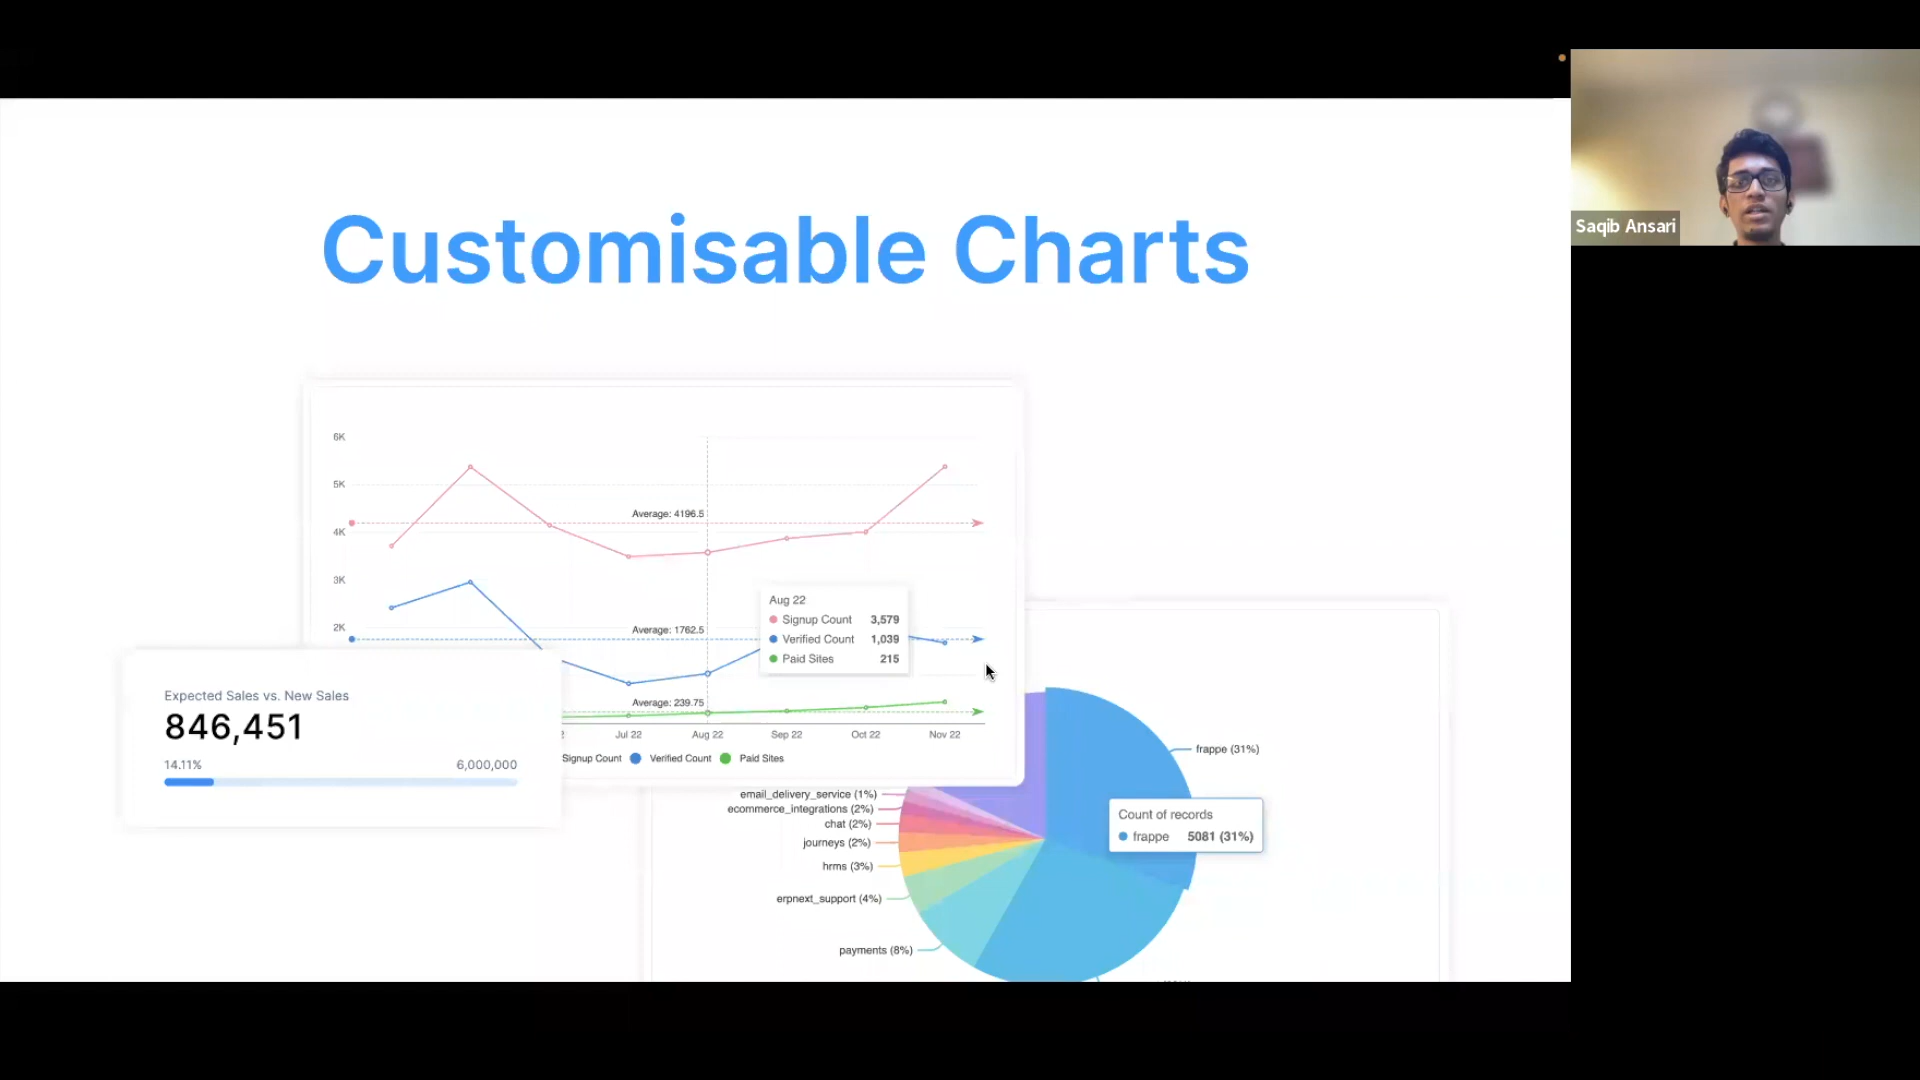 Saqib Ansari
Customisable Charts
6K
5K
4K
3K
2K
Average: 4196.5
Average: 1762.5
Average: 239.75
Aug 22
Signup Count 3,579
Verified Count 1,039
Paid Sites 215
Jul 22 Aug 22 Sep 22 Oct 22 Nov 22
Signup Count Verified Count Paid Sites
Expected Sales vs. New Sales
846,451
14.11% 6,000,000
frappe (31%)
email_delivery_service (1%)
ecommerce_integrations (2%)
chat (2%)
journeys (2%)
hrms (3%)
erpnext_support (4%)
payments (8%)
Count of records
frappe 5081 (31%)